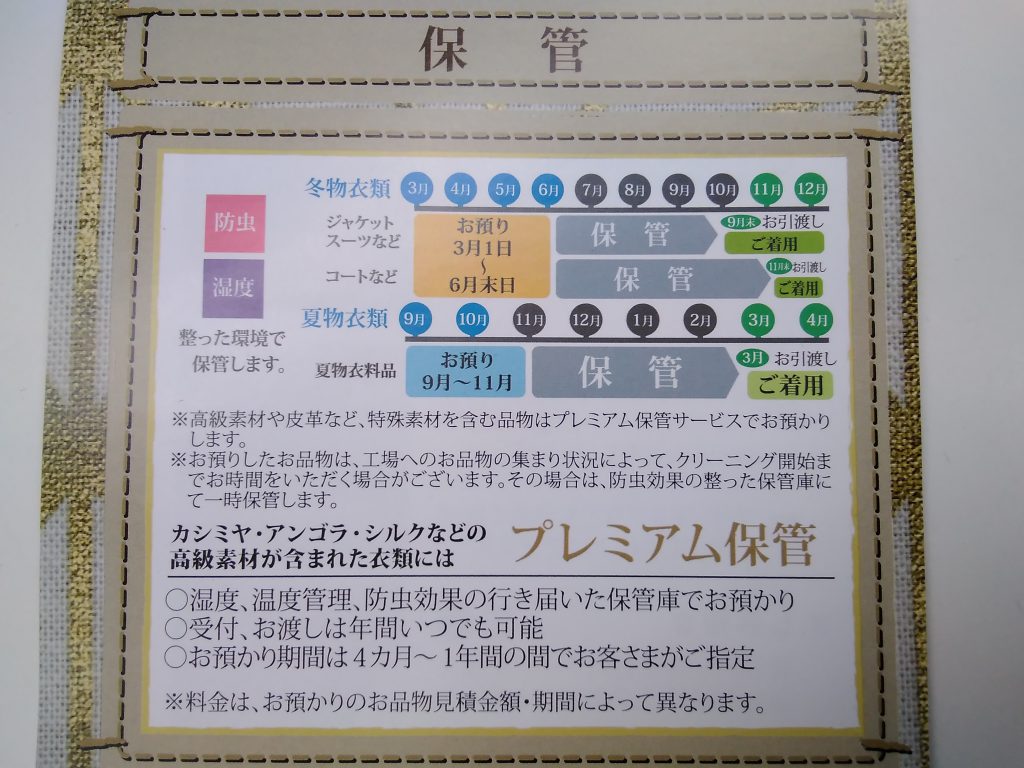 保 管
冬物衣類 3月 4月 5月 6月 7月 8月 9月 10月 11月 12月
防虫
ジャケット
スーツなど
お預り
3月1日
〜
6月末日
保 管
9月末 お引渡し
ご着用
湿度
コートなど
保 管
11月末 お引渡し
ご着用
整った環境で
保管します。
夏物衣類 9月 10月 11月 12月 1月 2月 3月 4月
夏物衣料品
お預り
9月〜11月
保 管
3月 お引渡し
ご着用
※高級素材や皮革など、特殊素材を含む品物はプレミアム保管サービスでお預かり
します。
※お預りしたお品物は、工場へのお品物の集まり状況によって、クリーニング開始ま
でお時間をいただく場合がございます。その場合は、防虫効果の整った保管庫に
て一時保管します。
カシミヤ・アンゴラ・シルクなどの
高級素材が含まれた衣類には
プレミアム保管
○湿度、温度管理、防虫効果の行き届いた保管庫でお預かり
○受付、お渡しは年間いつでも可能
○お預かり期間は4カ月〜1年間の間でお客さまがご指定
※料金は、お預かりのお品物見積金額・期間によって異なります。